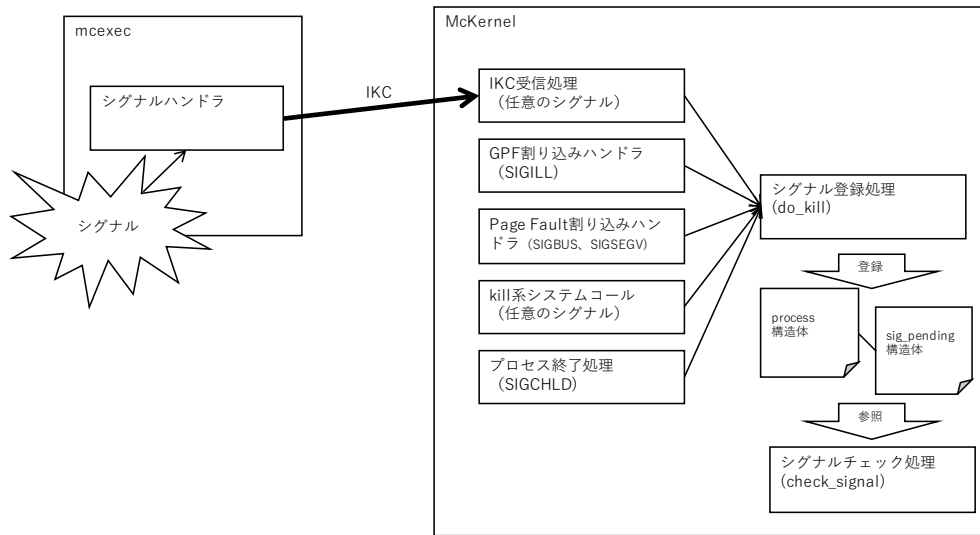 mcexec
シグナルハンドラ
シグナル
IKC
McKernel
IKC受信処理
（任意のシグナル）
GPF割り込みハンドラ
（SIGILL）
Page Fault割り込みハン
ドラ（SIGBUS、SIGSEGV）
kill系システムコール
（任意のシグナル）
プロセス終了処理
（SIGCHLD）
シグナル登録処理
(do_kill)
登録
process
構造体
sig_pending
構造体
参照
シグナルチェック処理
(check_signal)